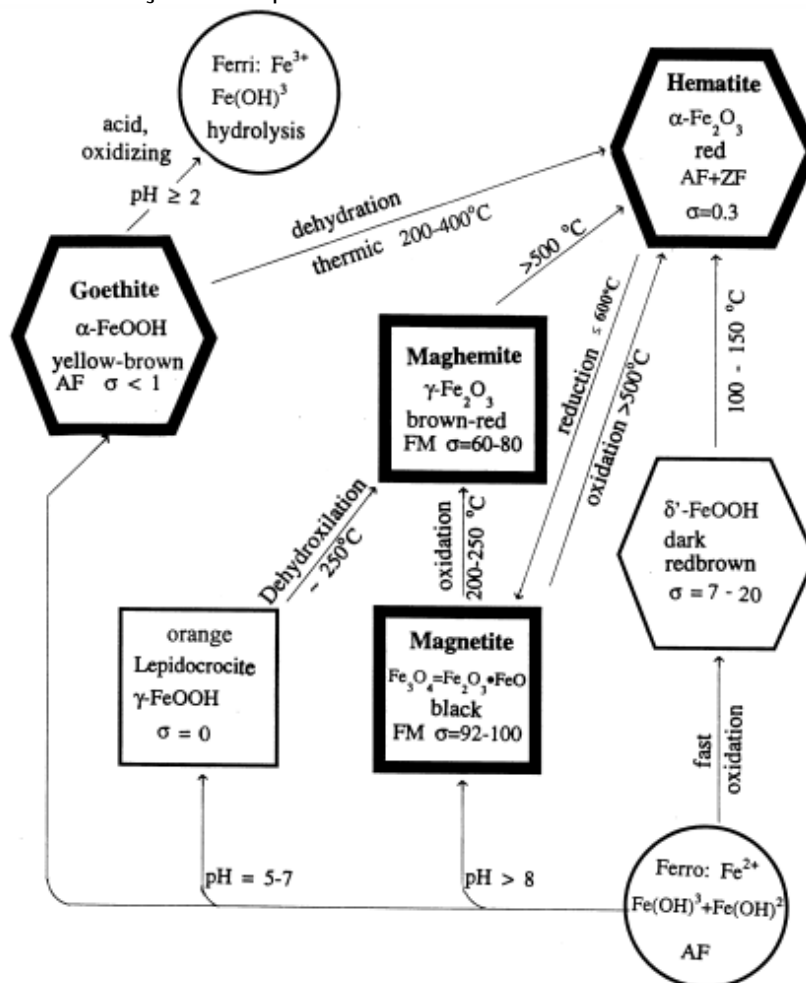 Ferri: Fe³⁺
Fe(OH)³
hydrolysis
acid,
oxidizing
pH ≥ 2
Hematite
α-Fe₂O₃
red
AF+ZF
σ=0.3
dehydration
thermic 200-400°C
Goethite
α-FeOOH
yellow-brown
AF σ < 1
>500 °C
Maghemite
γ-Fe₂O₃
brown-red
FM σ=60-80
reduction ≤ 600°C
oxidation >500°C
100 - 150 °C
Dehydroxilation
~ 250°C
oxidation
200-250 °C
δ'-FeOOH
dark
redbrown
σ = 7 - 20
orange
Lepidocrocite
γ-FeOOH
σ = 0
Magnetite
Fe₃O₄=Fe₂O₃•FeO
black
FM σ=92-100
fast
oxidation
pH = 5-7
pH > 8
Ferro: Fe²⁺
Fe(OH)³+Fe(OH)²
AF